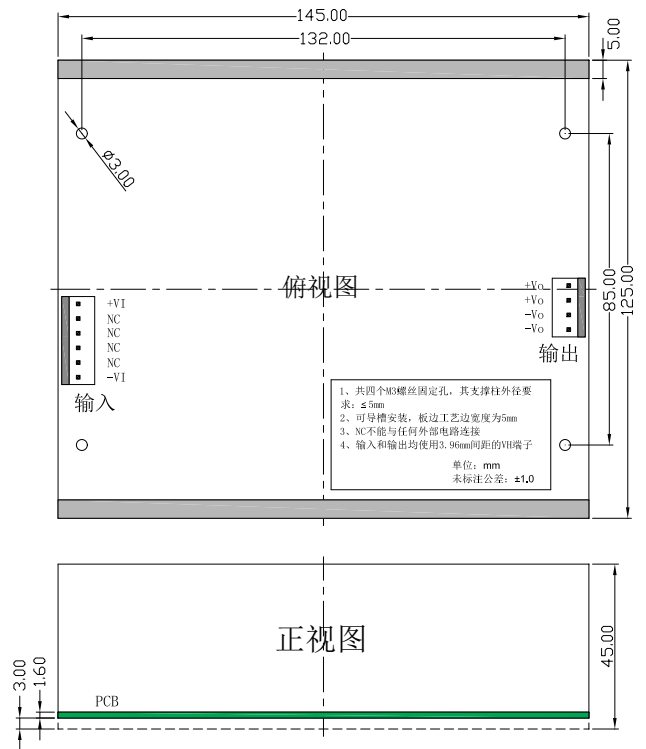 145.00
132.00
5.00
ø3.00
俯视图
85.00
125.00
+VI
NC
NC
NC
NC
-VI
输入
+Vo
+Vo
-Vo
-Vo
输出
1、共四个M3螺丝固定孔，其支撑柱外径要
求：≤5mm
2、可导槽安装，板边工艺边宽度为5mm
3、NC不能与任何外部电路连接
4、输入和输出均使用3.96mm间距的VH端子
单位：mm
未标注公差：±1.0
正视图
45.00
3.00
1.60
PCB